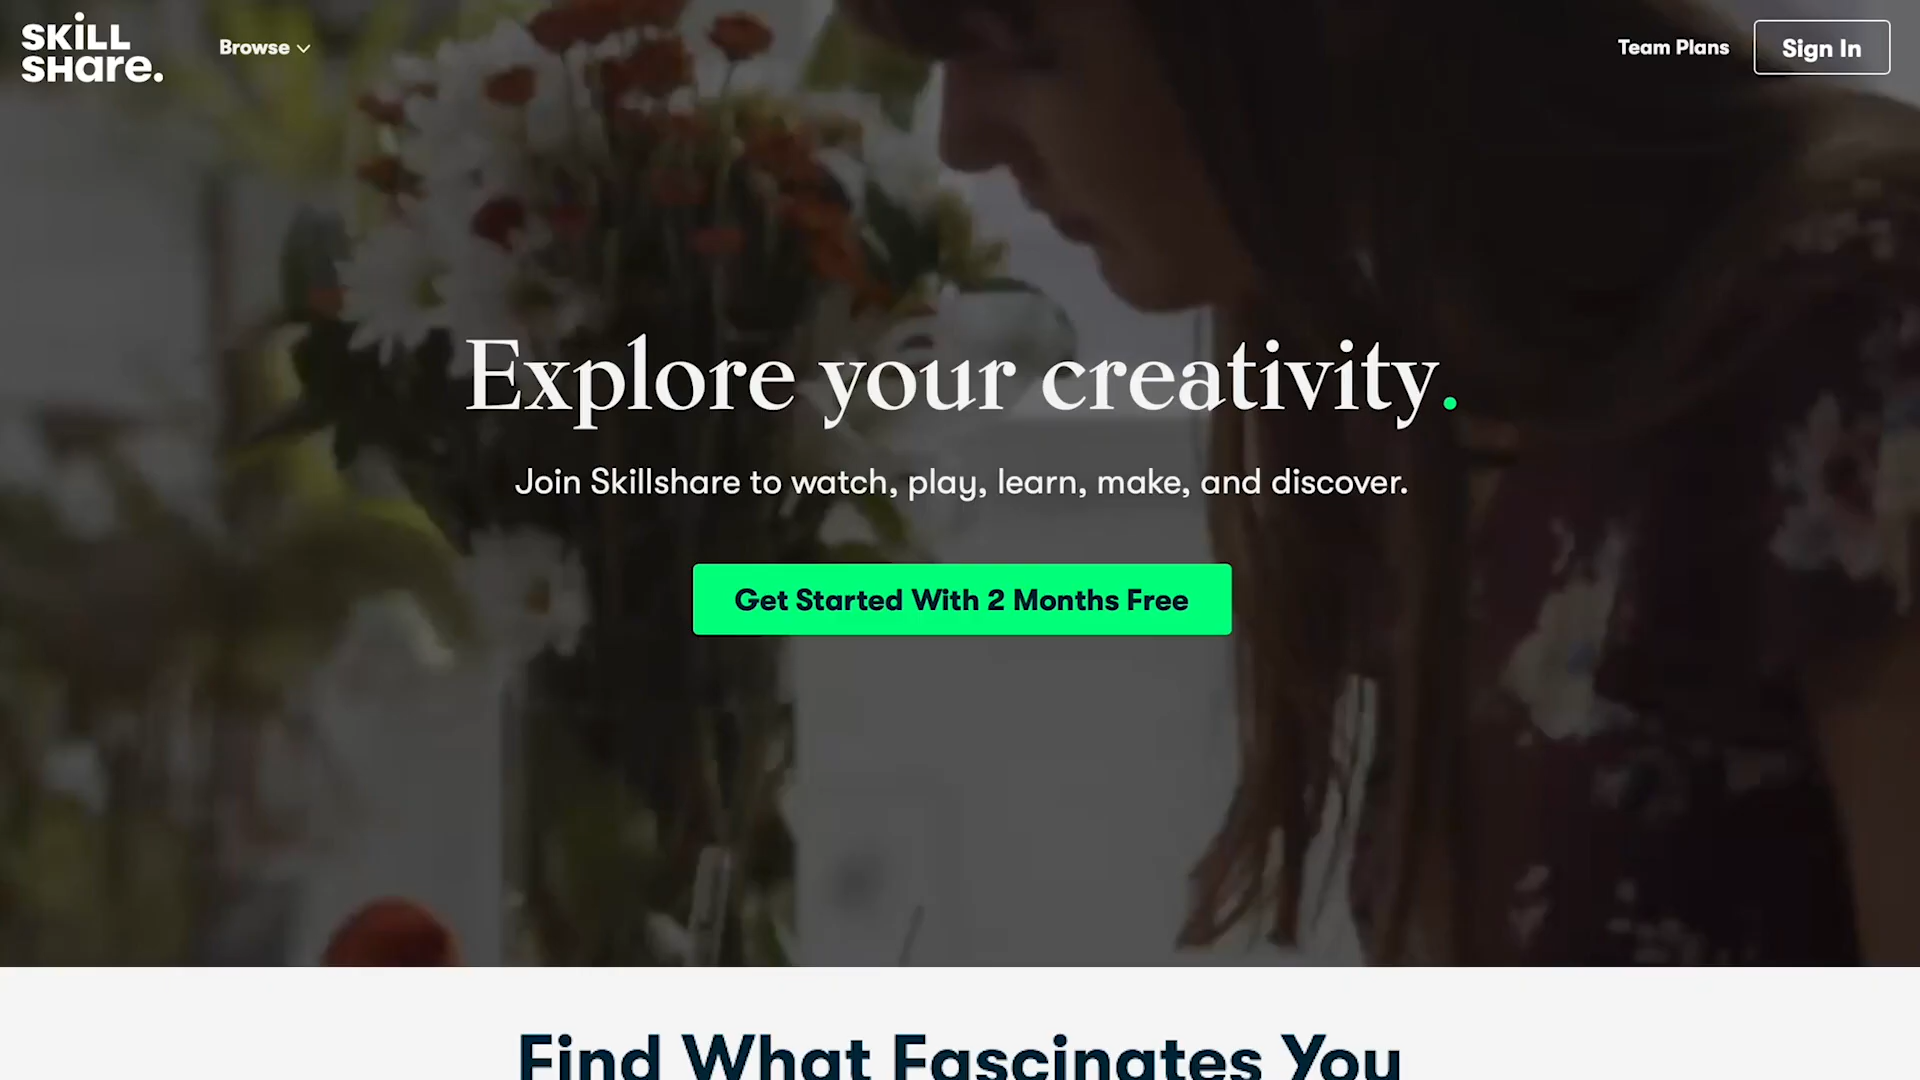 SKiLL
SHare.
Browse
Team Plans
Sign In
Explore your creativity.
Join Skillshare to watch, play, learn, make, and discover.
Get Started With 2 Months Free
Find What Fascinates You